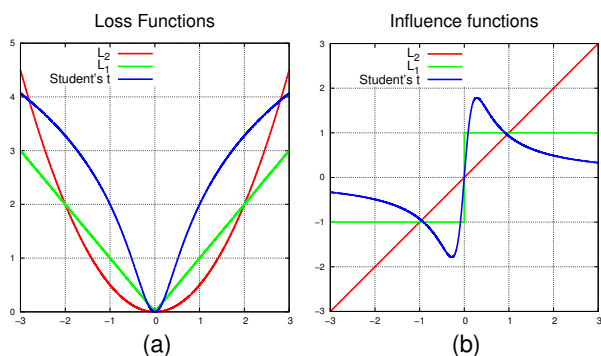 Loss Functions
5
4
3
2
1
0
-3 -2 -1 0 1 2 3
L2
L1
Student's t
(a)
Influence functions
3
2
1
0
-1
-2
-3
-3 -2 -1 0 1 2 3
L2
L1
Student's t
(b)